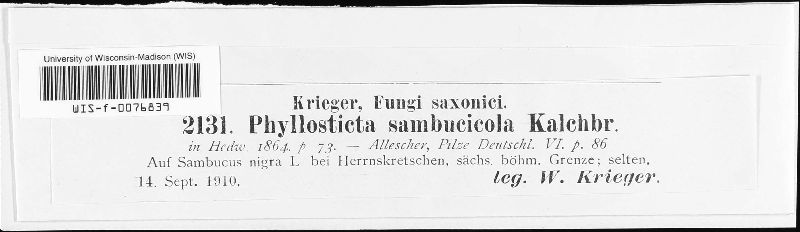 University of Wisconsin-Madison (WIS)
WIS-f-0076839
Krieger, Fungi saxonici.
2131. Phyllosticta sambucicola Kalchbr.
in Hedw 1864. p 73. — Allescher, Pilze Deutschl. VI. p. 86
Auf Sambucus nigra L bei Herrnskretschen, sächs. böhm. Grenze; selten,
14. Sept. 1910. leg. W. Krieger.